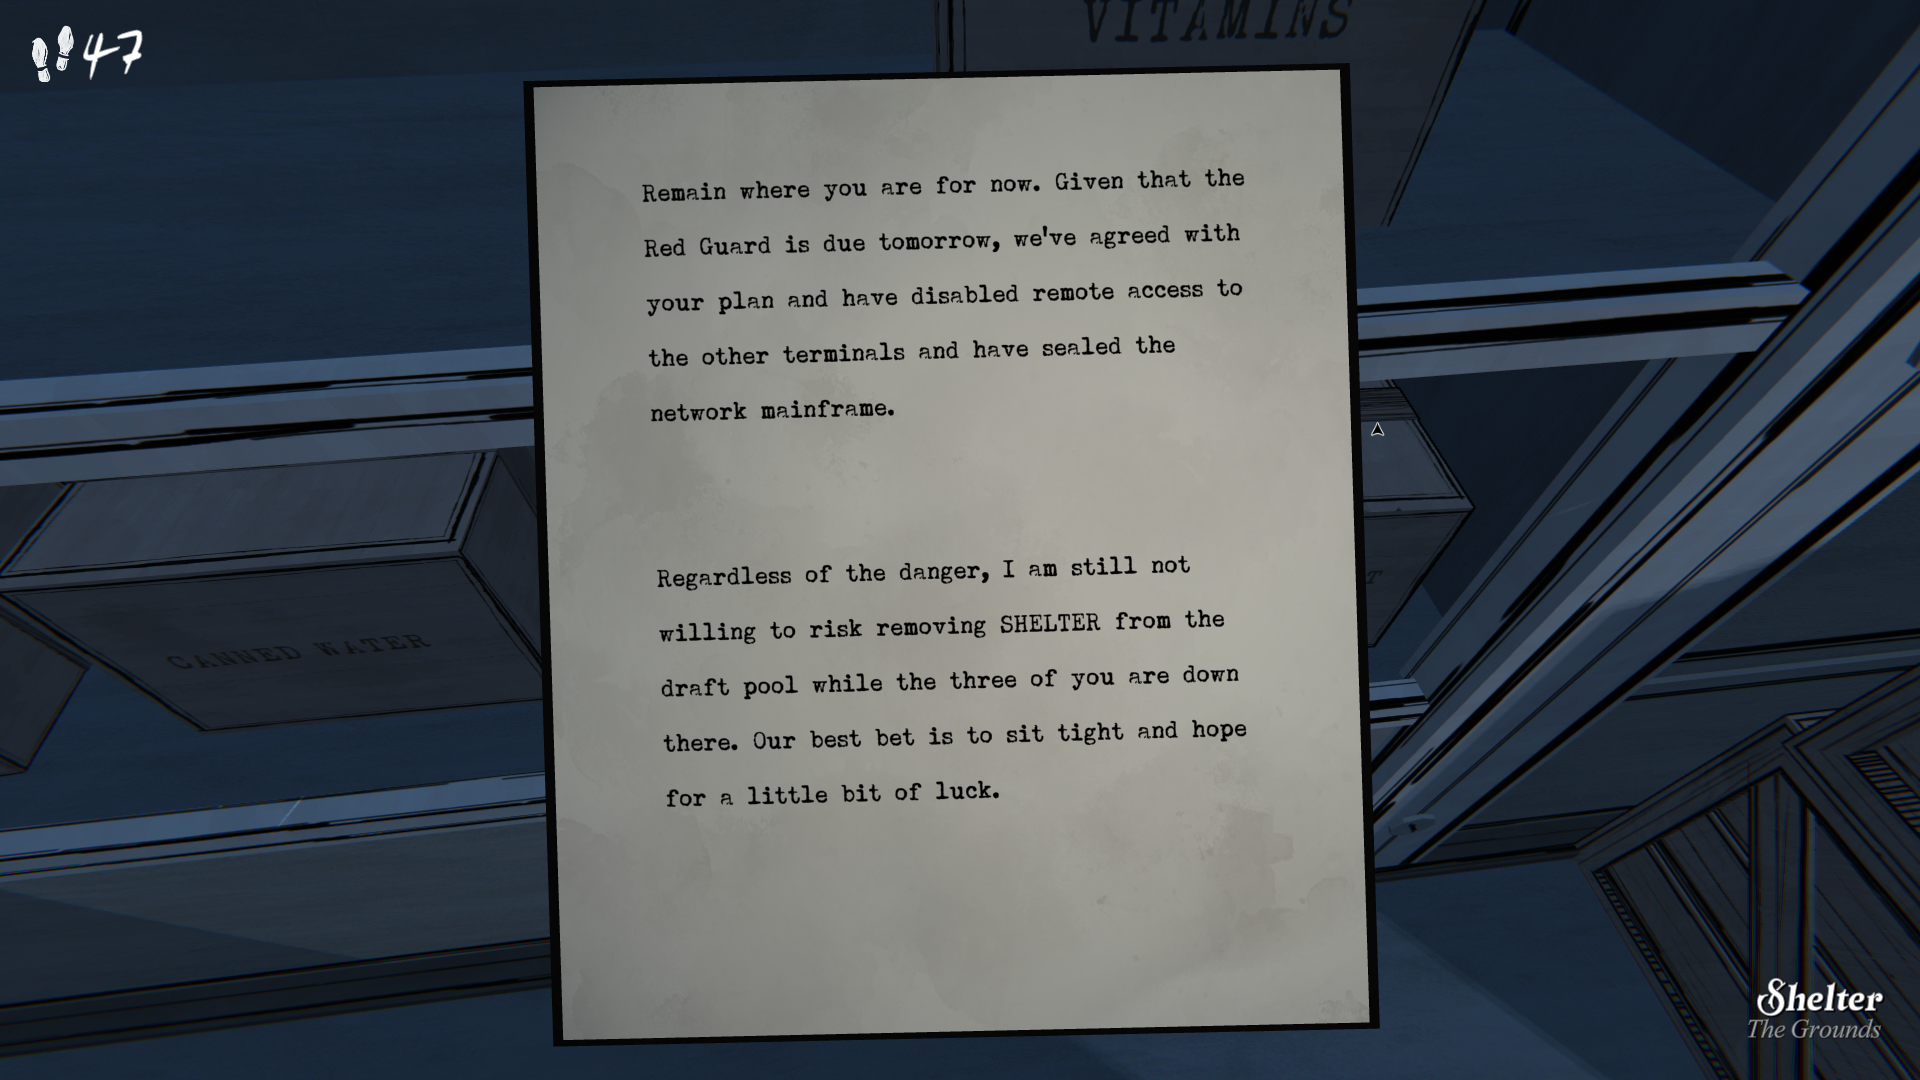 47
VITAMINS
Remain where you are for now. Given that the
Red Guard is due tomorrow, we've agreed with
your plan and have disabled remote access to
the other terminals and have sealed the
network mainframe.
Regardless of the danger, I am still not
willing to risk removing SHELTER from the
draft pool while the three of you are down
there. Our best bet is to sit tight and hope
for a little bit of luck.
CANNED WATER
Shelter
The Grounds